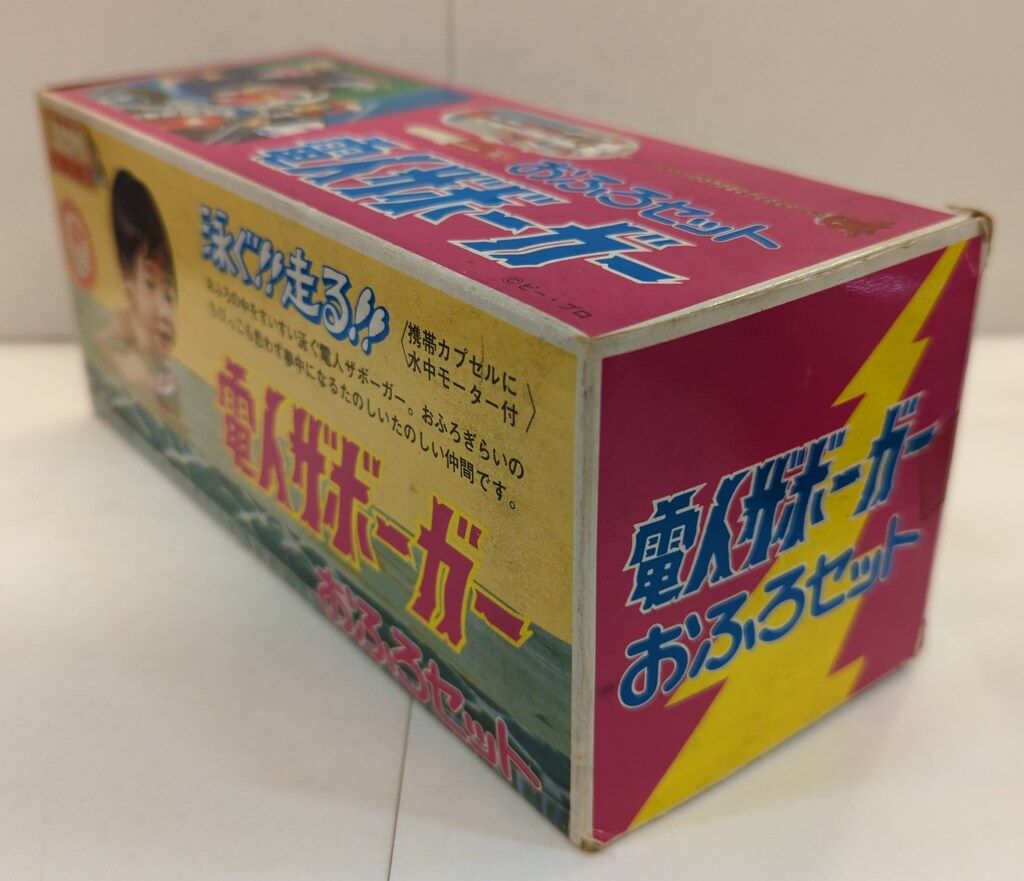 電人ザボーガー
おふろセット
©ピー・プロ
泳ぐ!!走る!!
〈携帯カプセルに
水中モーター付〉
おふろの中をすいすい泳ぐ電人ザボーガー。おふろぎらいの
も思わず夢中になるたのしいたのしい仲間です。
電人ザボーガー
おふろセット
電人ザボーガー
おふろセット